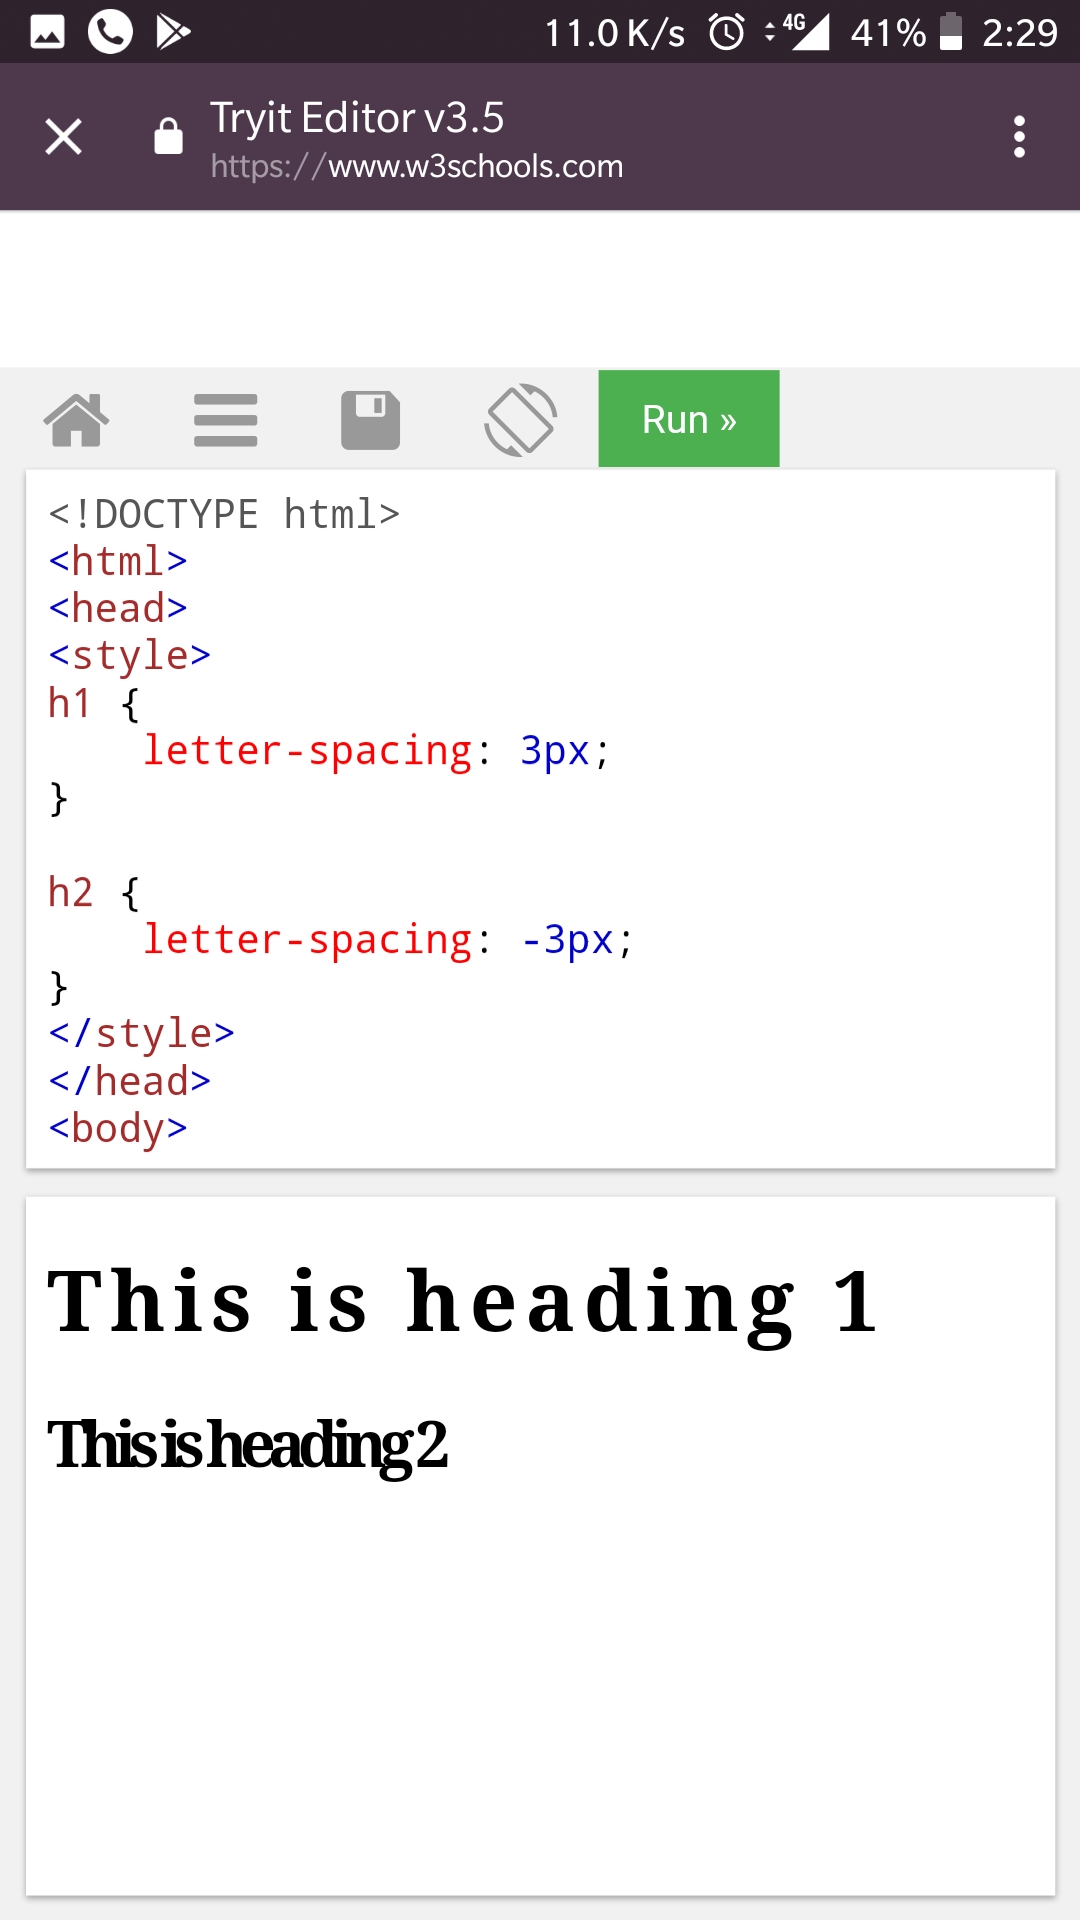 11.0 K/s 4G 41% 2:29
Tryit Editor v3.5
https://www.w3schools.com
Run »
<!DOCTYPE html>
<html>
<head>
<style>
h1 {
    letter-spacing: 3px;
}

h2 {
    letter-spacing: -3px;
}
</style>
</head>
<body>
This is heading 1
This is heading 2